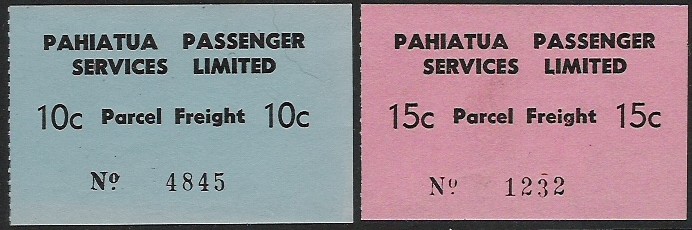 PAHIATUA PASSENGER
SERVICES LIMITED
10c Parcel Freight 10c
Nº 4845
PAHIATUA PASSENGER
SERVICES LIMITED
15c Parcel Freight 15c
Nº 1232